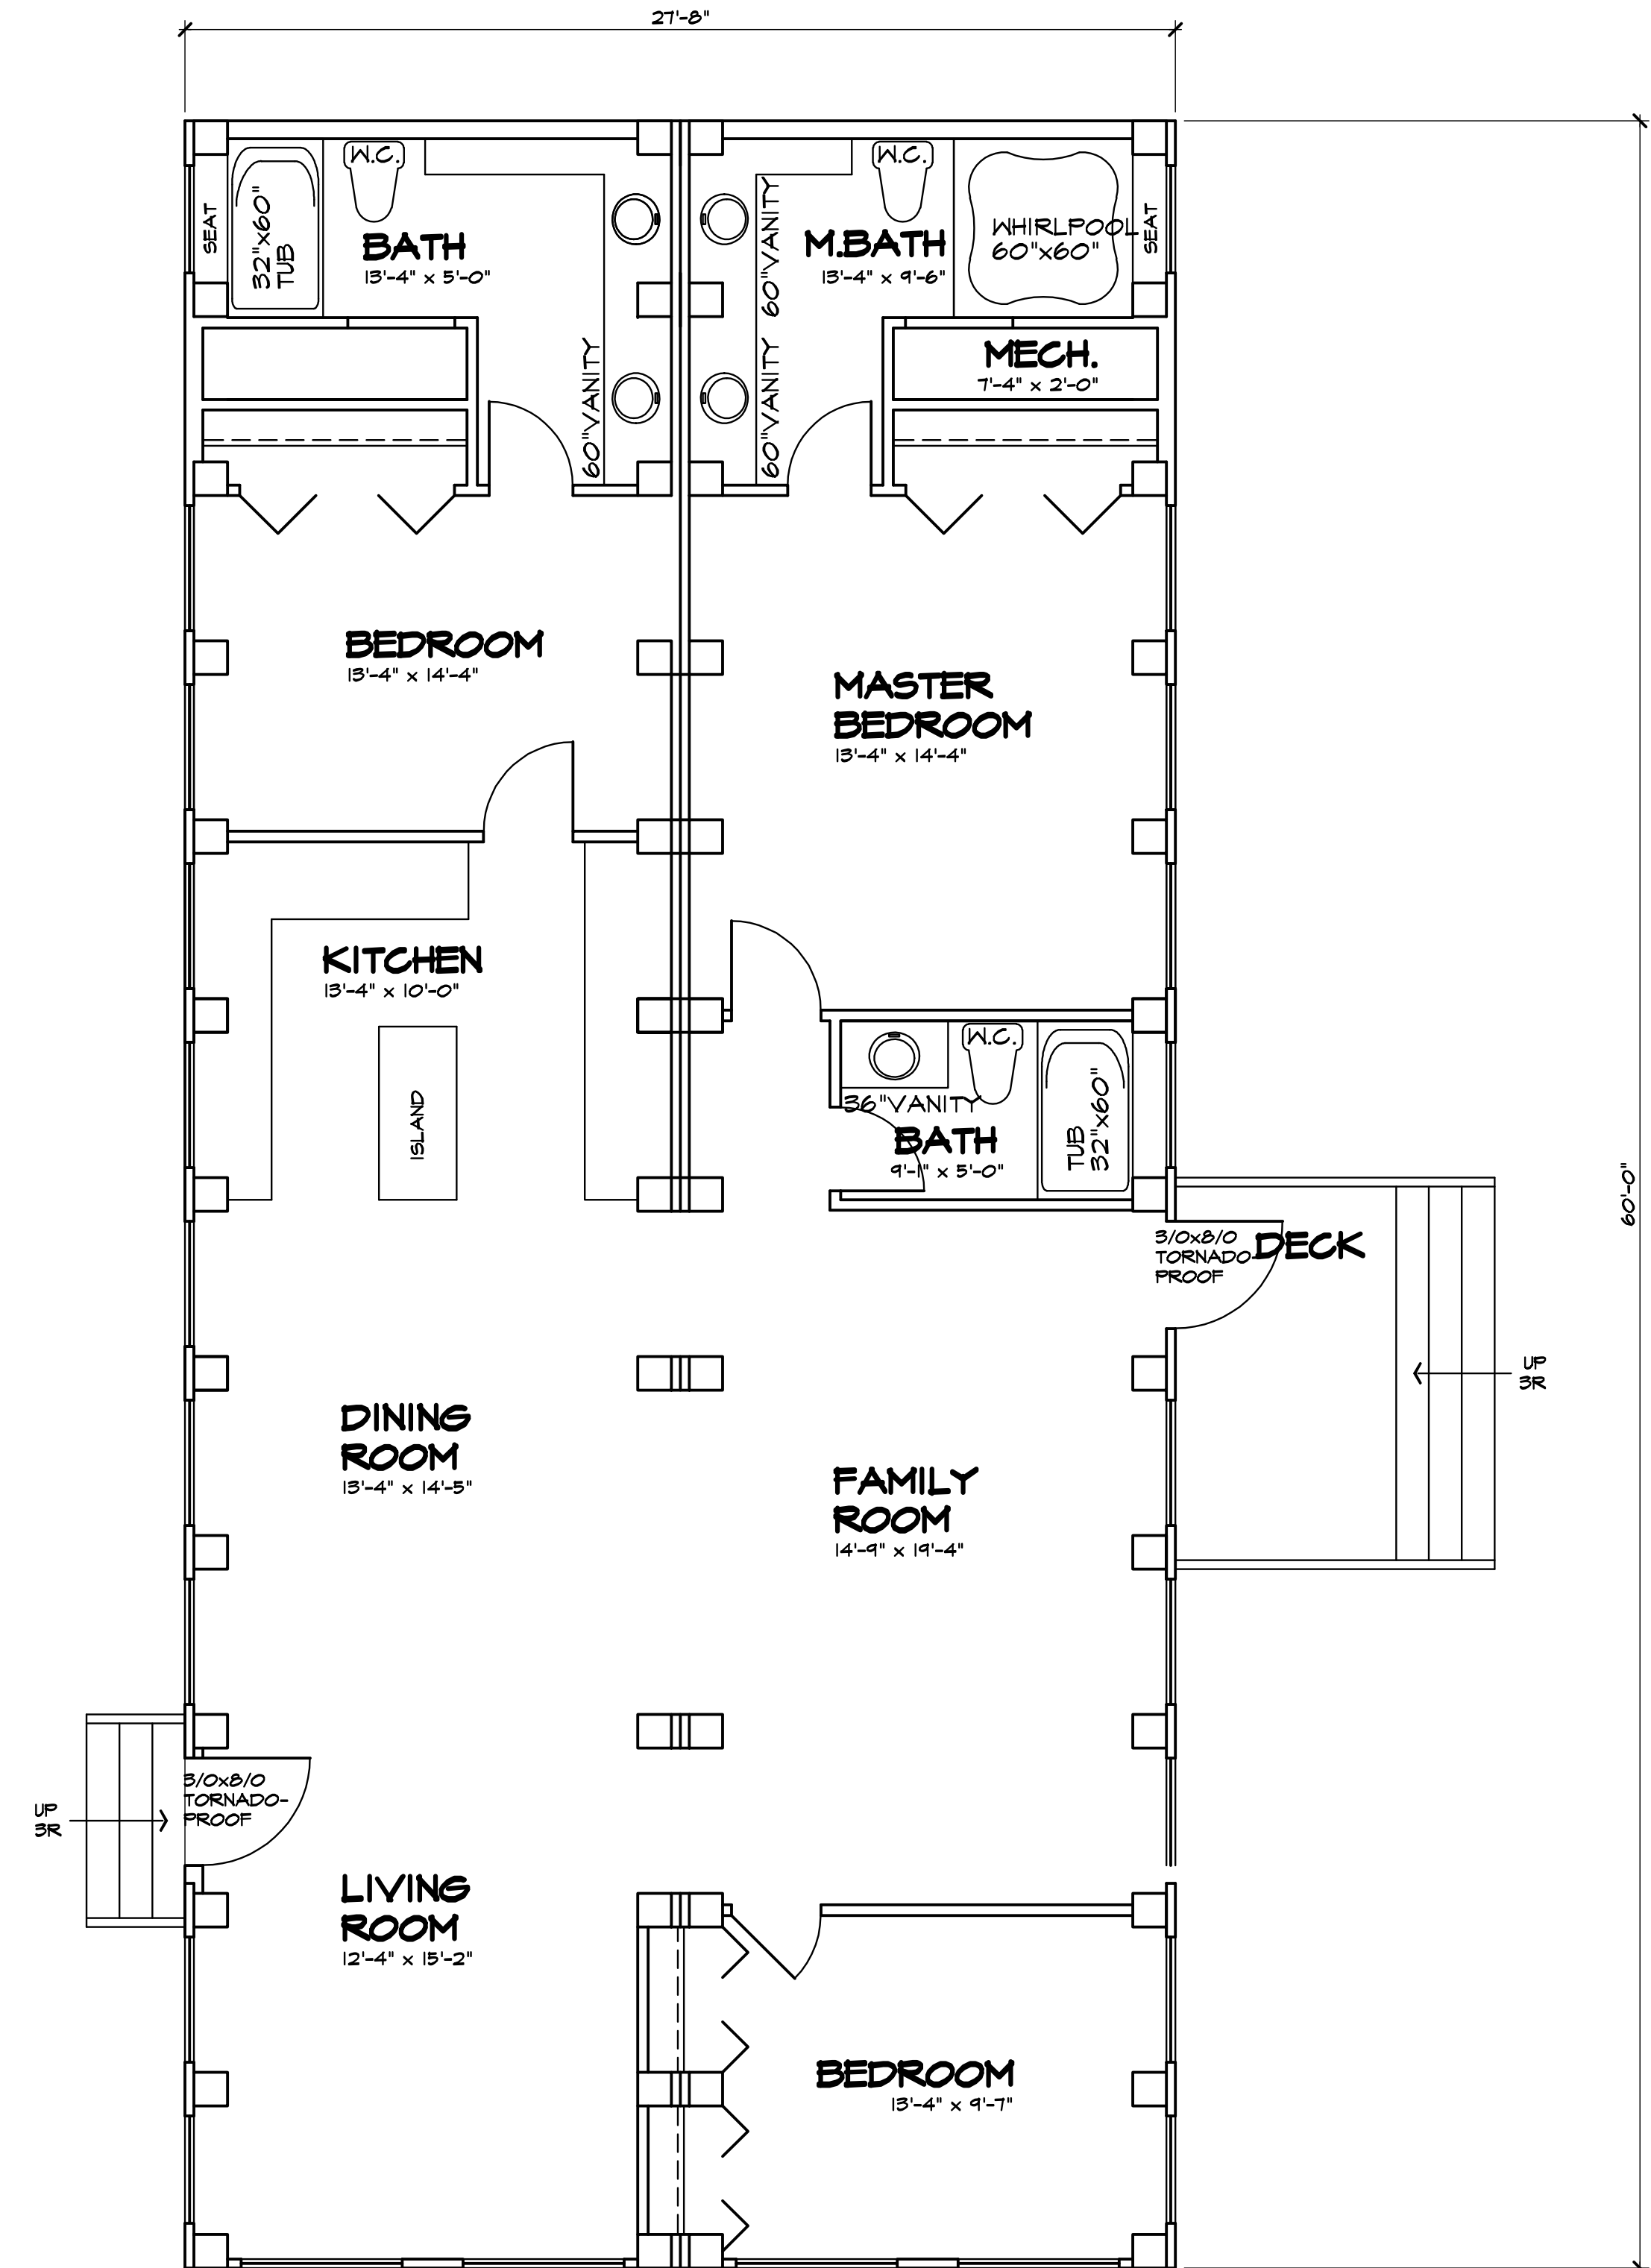 27'-8"
SEAT
32"x60"
TUB
W.C.
BATH
13'-4" x 5'-0"
60"VANITY
60"VANITY
60"VANITY
W.C.
M.BATH
13'-4" x 9'-6"
WHIRLPOOL
60"x60"
SEAT
MECH.
7'-4" x 2'-0"
BEDROOM
13'-4" x 14'-4"
MASTER
BEDROOM
13'-4" x 14'-4"
KITCHEN
13'-4" x 10'-0"
ISLAND
W.C.
36"VANITY
BATH
9'-1" x 5'-0"
TUB
32"x60"
60'-0"
3/0x8/0
TORNADO-
PROOF
DECK
UP
3R
DINING
ROOM
13'-4" x 14'-5"
FAMILY
ROOM
14'-9" x 19'-4"
3/0x8/0
TORNADO-
PROOF
UP
3R
LIVING
ROOM
12'-4" x 15'-2"
BEDROOM
13'-4" x 9'-7"